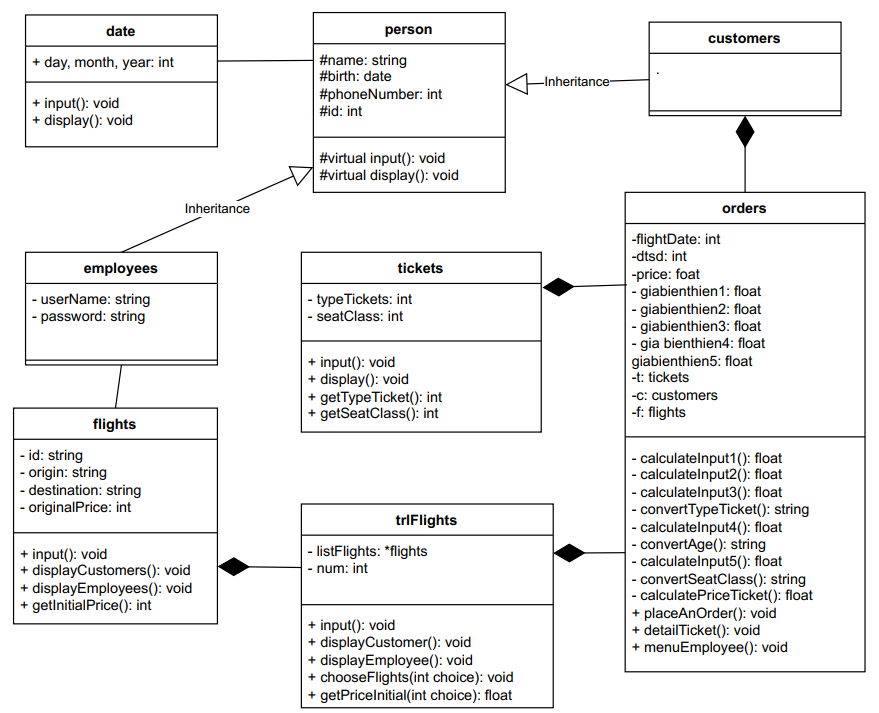 date
+ day, month, year: int
+ input(): void
+ display(): void
person
#name: string
#birth: date
#phoneNumber: int
#id: int
#virtual input(): void
#virtual display(): void
customers
.
Inheritance
Inheritance
employees
- userName: string
- password: string
tickets
- typeTickets: int
- seatClass: int
+ input(): void
+ display(): void
+ getTypeTicket(): int
+ getSeatClass(): int
orders
-flightDate: int
-dtsd: int
-price: foat
- giabienthien1: float
- giabienthien2: float
- giabienthien3: float
- gia bienthien4: float
giabienthien5: float
-t: tickets
-c: customers
-f: flights
- calculateInput1(): float
- calculateInput2(): float
- calculateInput3(): float
- convertTypeTicket(): string
- calculateInput4(): float
- convertAge(): string
- calculateInput5(): float
- convertSeatClass(): string
- calculatePriceTicket(): float
+ placeAnOrder(): void
+ detailTicket(): void
+ menuEmployee(): void
flights
- id: string
- origin: string
- destination: string
- originalPrice: int
+ input(): void
+ displayCustomers(): void
+ displayEmployees(): void
+ getInitialPrice(): int
trlFlights
- listFlights: *flights
- num: int
+ input(): void
+ displayCustomer(): void
+ displayEmployee(): void
+ chooseFlights(int choice): void
+ getPriceInitial(int choice): float